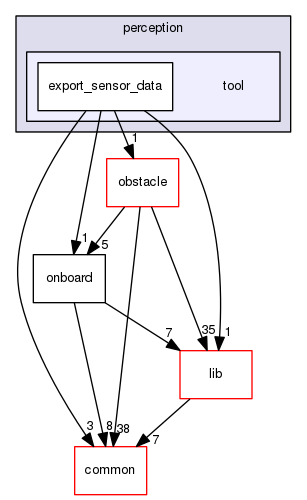 perception
export_sensor_data
tool
1
obstacle
1
5
onboard
7
35
1
lib
3
8
38
7
common